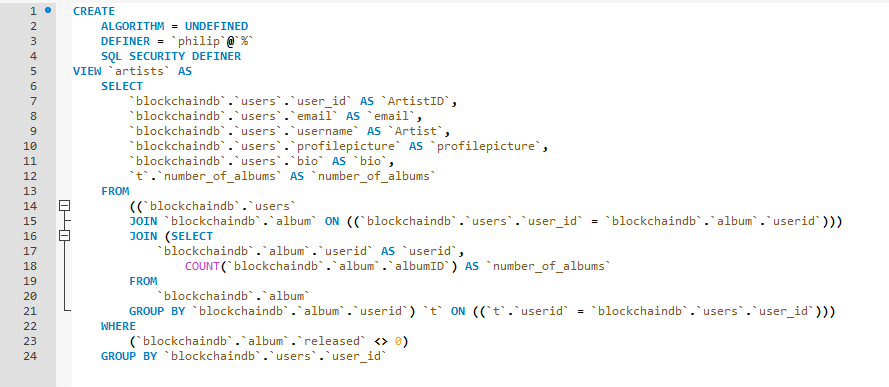 1 CREATE
2 ALGORITHM = UNDEFINED
3 DEFINER = `philip`@`%`
4 SQL SECURITY DEFINER
5 VIEW `artists` AS
6 SELECT
7 `blockchaindb`.`users`.`user_id` AS `ArtistID`,
8 `blockchaindb`.`users`.`email` AS `email`,
9 `blockchaindb`.`users`.`username` AS `Artist`,
10 `blockchaindb`.`users`.`profilepicture` AS `profilepicture`,
11 `blockchaindb`.`users`.`bio` AS `bio`,
12 `t`.`number_of_albums` AS `number_of_albums`
13 FROM
14 ((`blockchaindb`.`users`
15 JOIN `blockchaindb`.`album` ON ((`blockchaindb`.`users`.`user_id` = `blockchaindb`.`album`.`userid`)))
16 JOIN (SELECT
17 `blockchaindb`.`album`.`userid` AS `userid`,
18 COUNT(`blockchaindb`.`album`.`albumID`) AS `number_of_albums`
19 FROM
20 `blockchaindb`.`album`
21 GROUP BY `blockchaindb`.`album`.`userid`) `t` ON ((`t`.`userid` = `blockchaindb`.`users`.`user_id`)))
22 WHERE
23 (`blockchaindb`.`album`.`released` <> 0)
24 GROUP BY `blockchaindb`.`users`.`user_id`